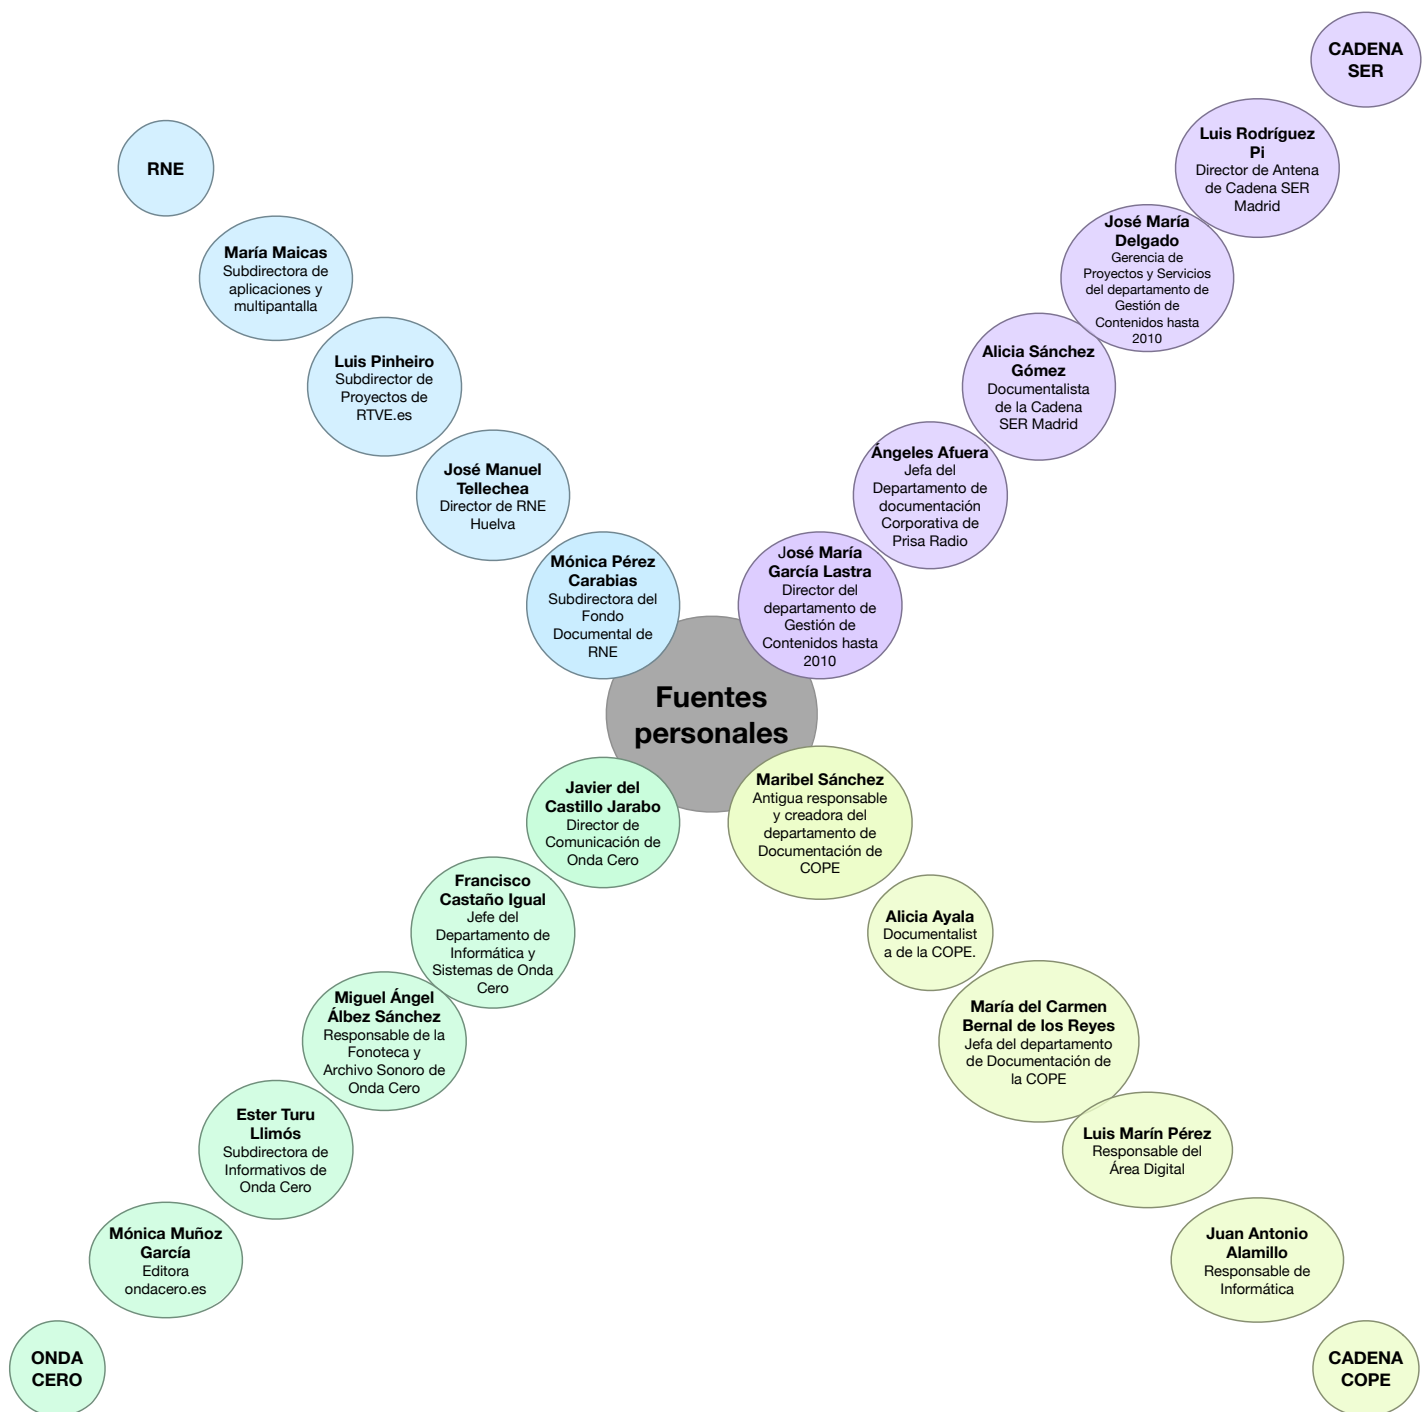 CADENA
SER
Luis Rodríguez
Pi
Director de Antena
de Cadena SER
Madrid
José María
Delgado
Gerencia de
Proyectos y Servicios
del departamento de
Gestión de
Contenidos hasta
2010
Alicia Sánchez
Gómez
Documentalista
de la Cadena
SER Madrid
Ángeles Afuera
Jefa del
Departamento de
documentación
Corporativa de
Prisa Radio
José María
García Lastra
Director del
departamento de
Gestión de
Contenidos hasta
2010
RNE
María Maicas
Subdirectora de
aplicaciones y
multipantalla
Luis Pinheiro
Subdirector de
Proyectos de
RTVE.es
José Manuel
Tellechea
Director de RNE
Huelva
Mónica Pérez
Carabias
Subdirectora del
Fondo
Documental de
RNE
Fuentes
personales
Javier del
Castillo Jarabo
Director de
Comunicación de
Onda Cero
Francisco
Castaño Igual
Jefe del
Departamento de
Informática y
Sistemas de Onda
Cero
Miguel Ángel
Álbez Sánchez
Responsable de la
Fonoteca y
Archivo Sonoro de
Onda Cero
Ester Turu
Llimós
Subdirectora de
Informativos de
Onda Cero
Mónica Muñoz
García
Editora
ondacero.es
ONDA
CERO
Maribel Sánchez
Antigua responsable
y creadora del
departamento de
Documentación de
COPE
Alicia Ayala
Documentalist
a de la COPE.
María del Carmen
Bernal de los Reyes
Jefa del departamento
de Documentación de
la COPE
Luis Marín Pérez
Responsable del
Área Digital
Juan Antonio
Alamillo
Responsable de
Informática
CADENA
COPE